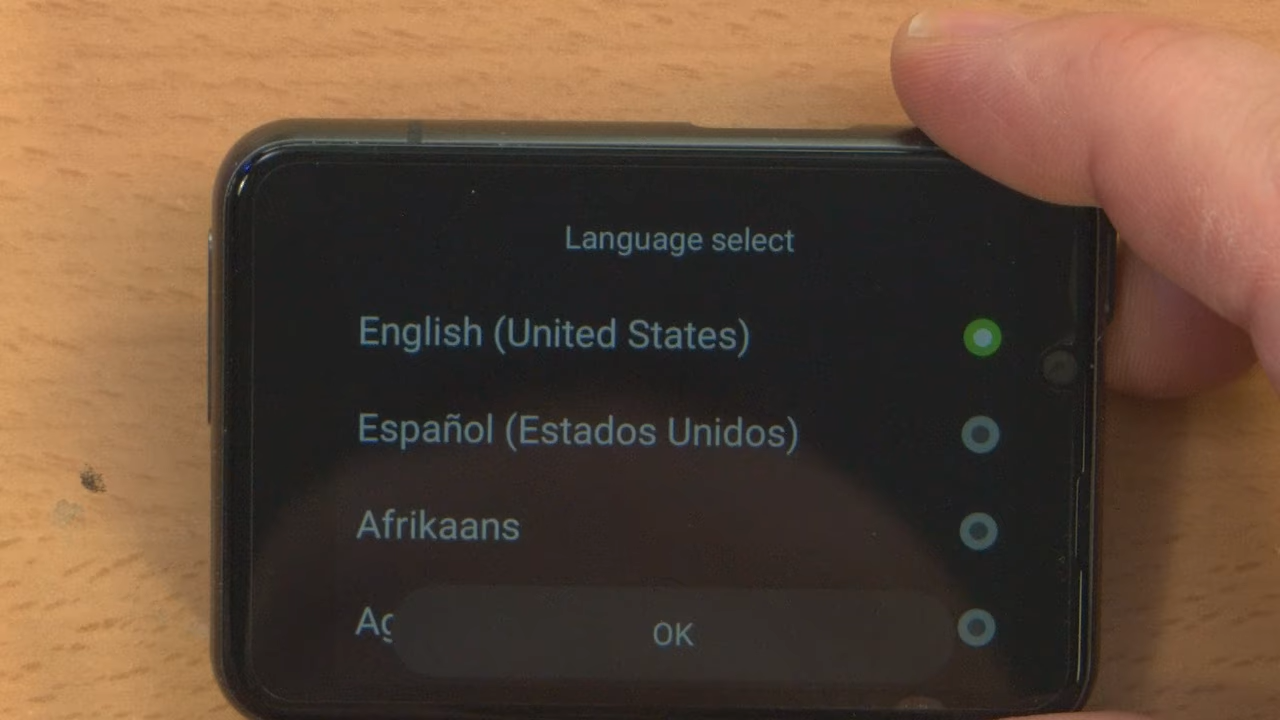 Language select
English (United States)
Español (Estados Unidos)
Afrikaans
OK